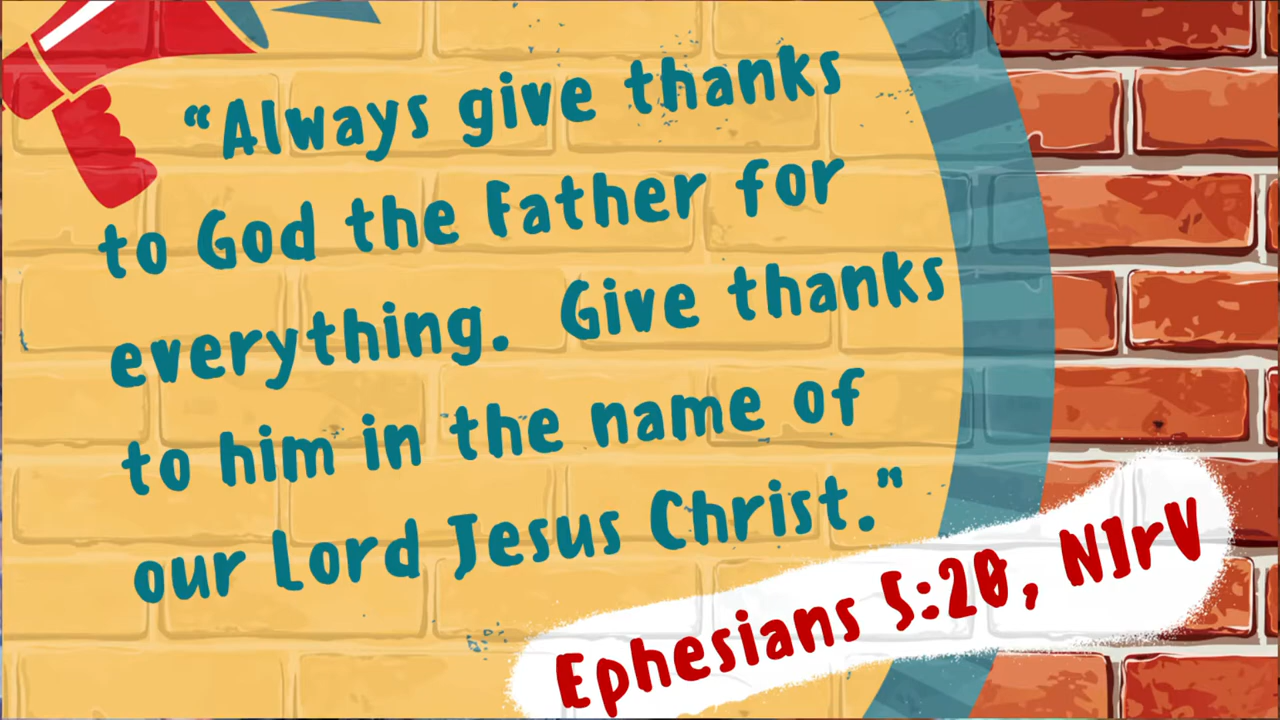 “Always give thanks
to God the Father for
everything.  Give thanks
to him in the name of
our Lord Jesus Christ.”
Ephesians 5:20, NIrV